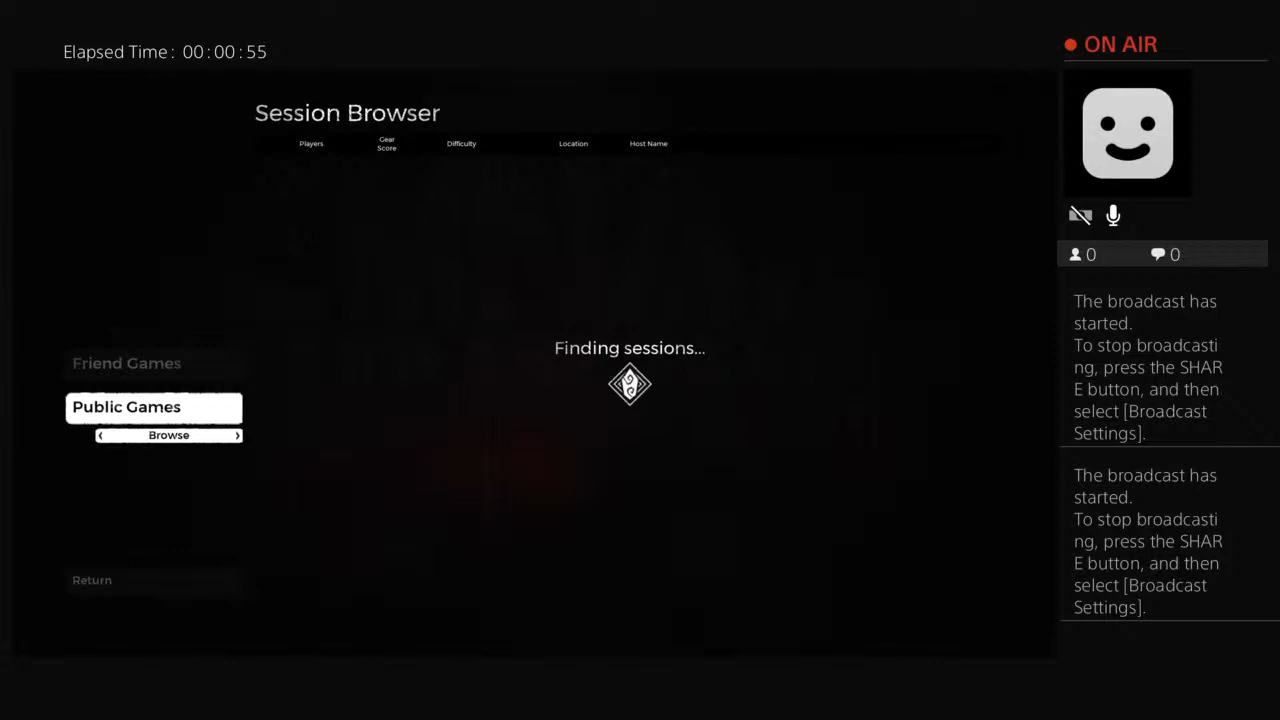 Elapsed Time: 00:00:55
ON AIR
Session Browser
Players
Gear
Score
Difficulty
Location
Host Name
0
0
Finding sessions...
Friend Games
Public Games
Browse
Return
The broadcast has
started.
To stop broadcasti
ng, press the SHAR
E button, and then
select [Broadcast
Settings].
The broadcast has
started.
To stop broadcasti
ng, press the SHAR
E button, and then
select [Broadcast
Settings].